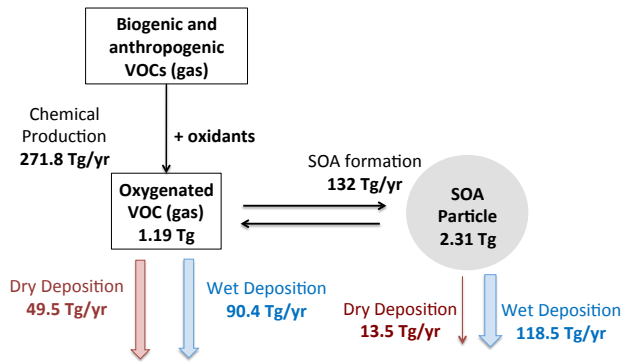 Biogenic and
anthropogenic
VOCs (gas)
Chemical
Production
271.8 Tg/yr
+ oxidants
Oxygenated
VOC (gas)
1.19 Tg
SOA formation
132 Tg/yr
SOA
Particle
2.31 Tg
Dry Deposition
49.5 Tg/yr
Wet Deposition
90.4 Tg/yr
Dry Deposition
13.5 Tg/yr
Wet Deposition
118.5 Tg/yr